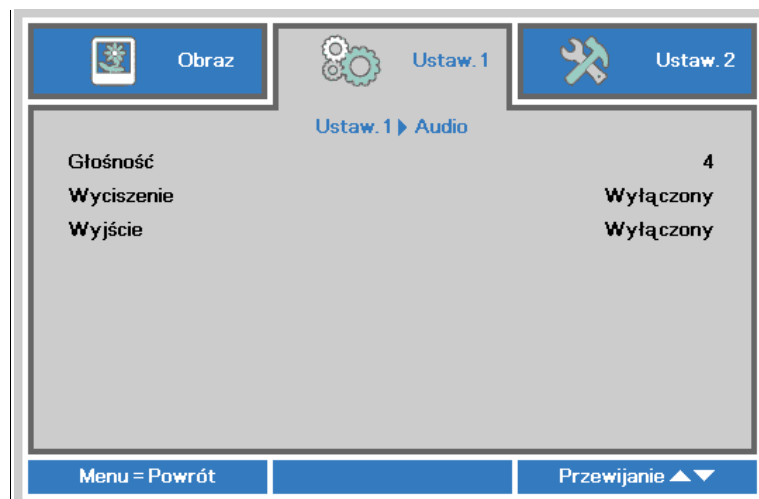 Obraz Ustaw. 1 Ustaw. 2
Ustaw. 1 Audio
Głośność 4
Wyciszenie Wyłączony
Wyjście Wyłączony
Menu = Powrót Przewijanie